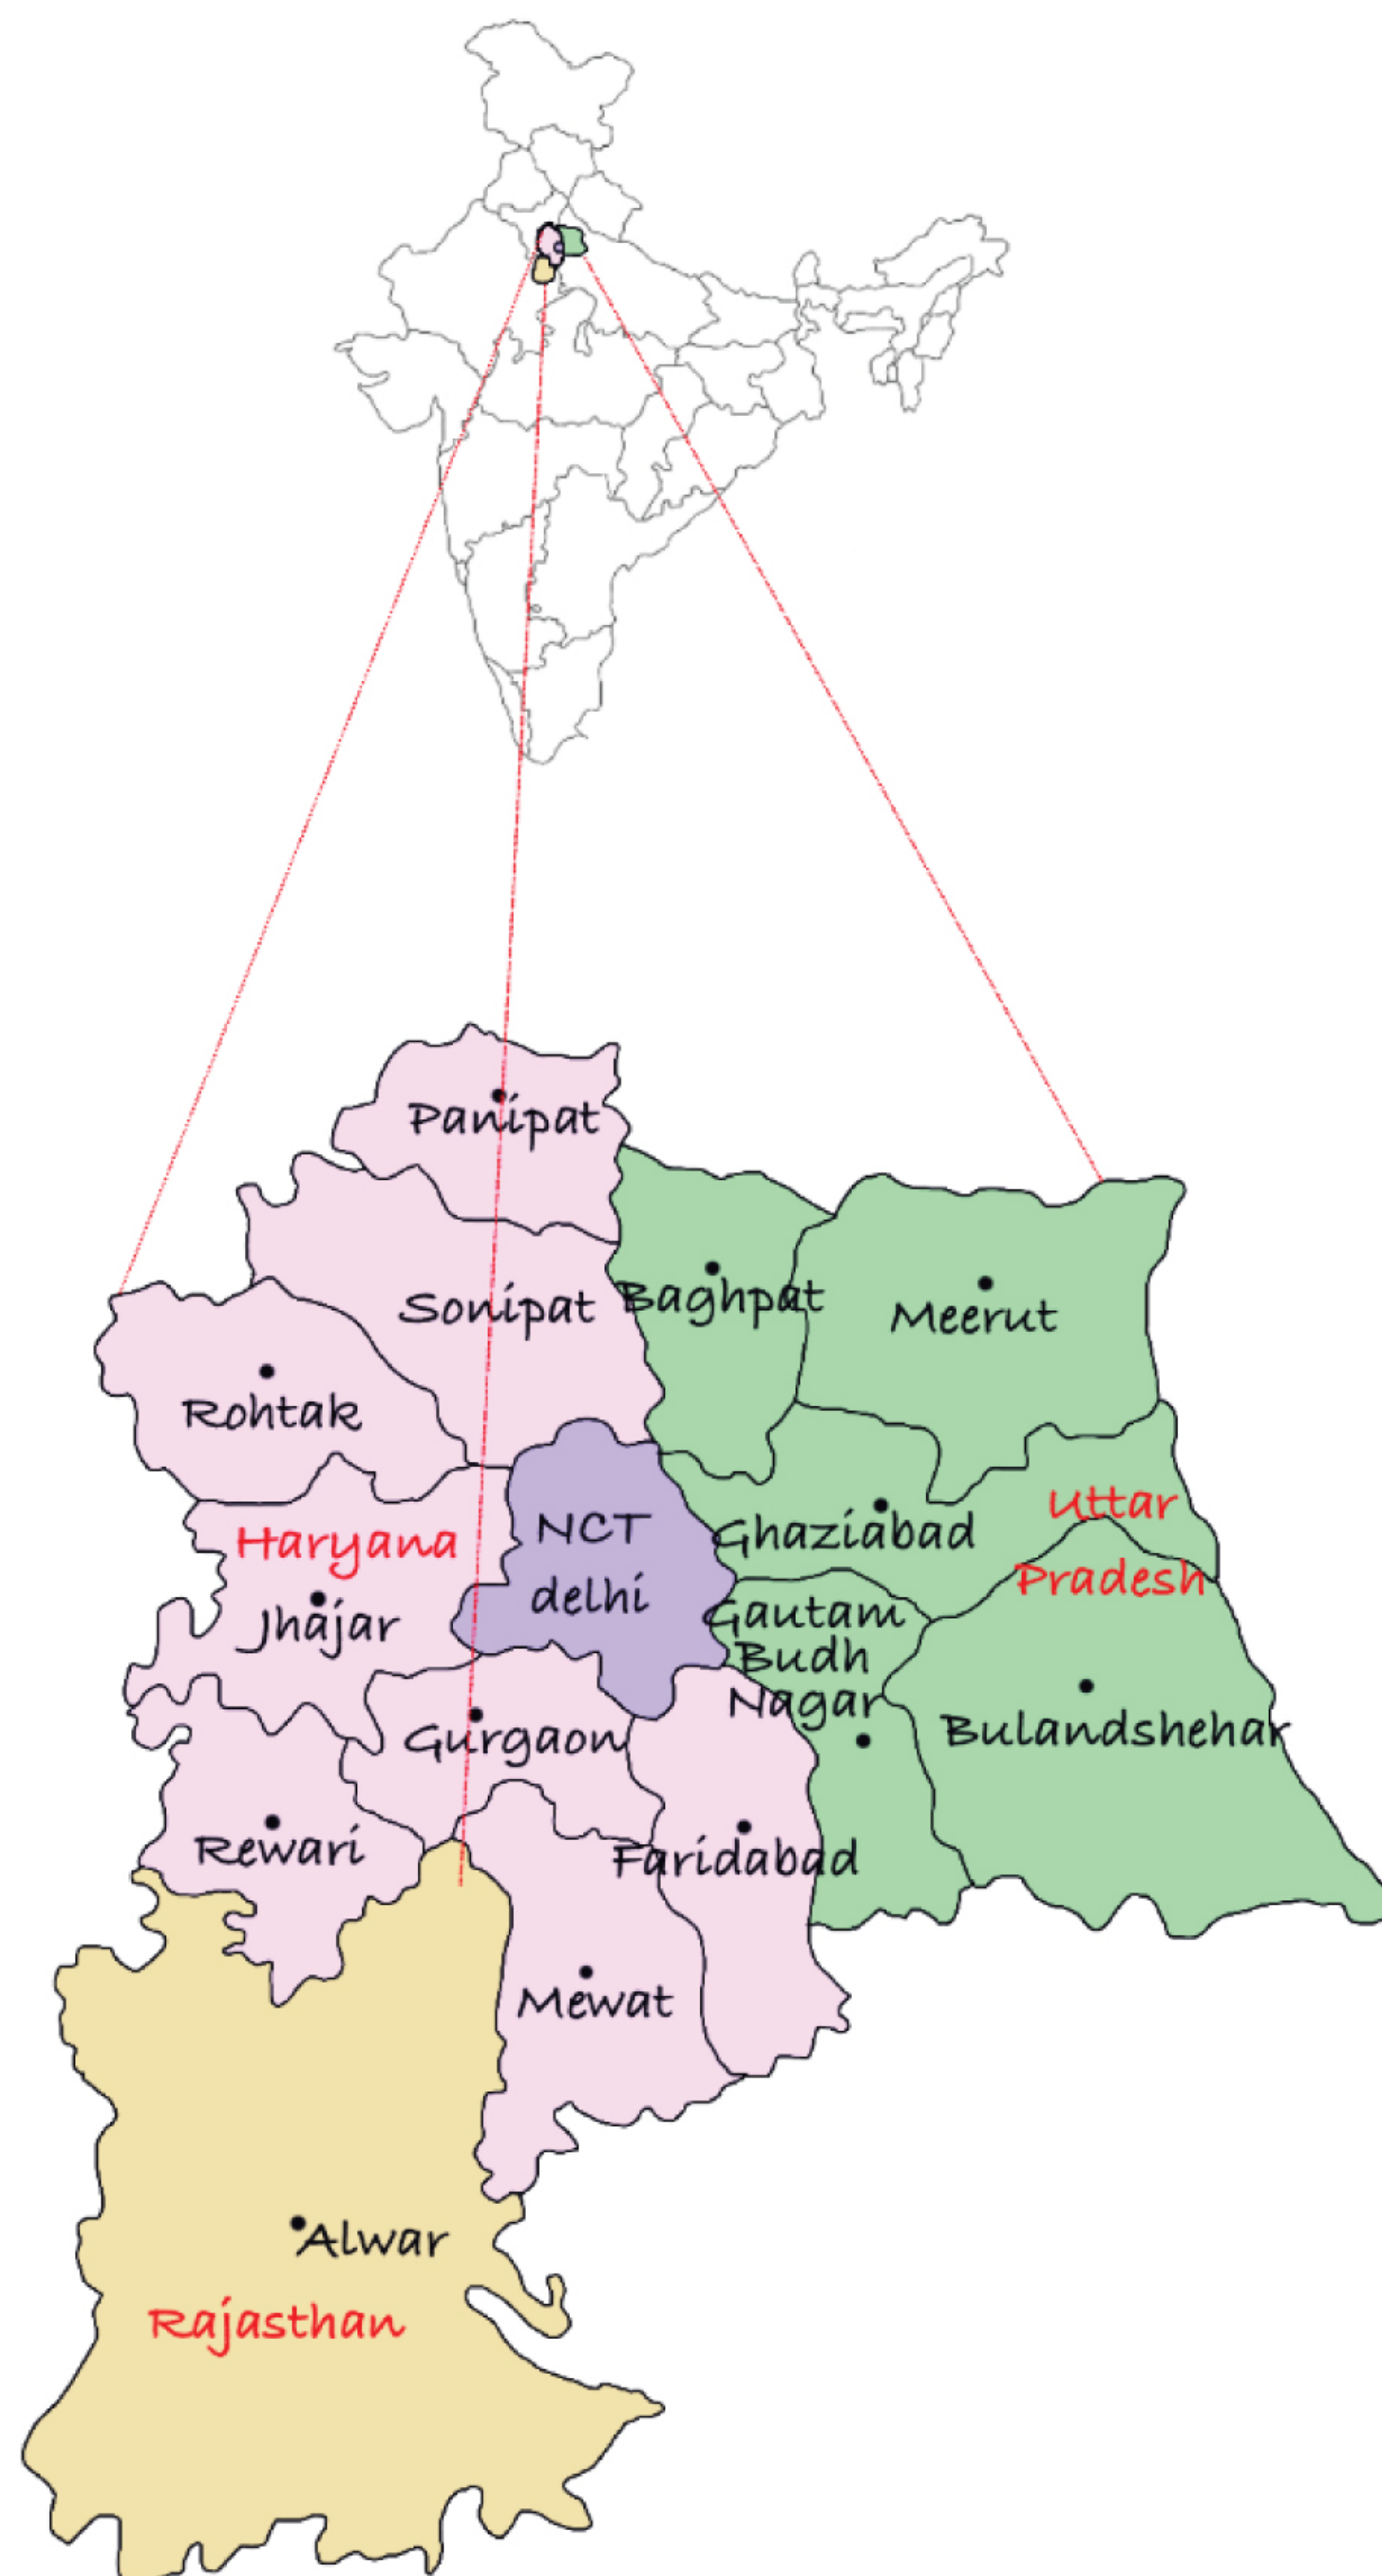 Panipat
Sonipat
Baghpat
Meerut
Rohtak
Haryana
NCT
delhi
Ghaziabad
Uttar
Pradesh
Jhajar
Gautam
Budh
Nagar
Gurgaon
Bulandshehar
Rewari
Faridabad
Mewat
Alwar
Rajasthan